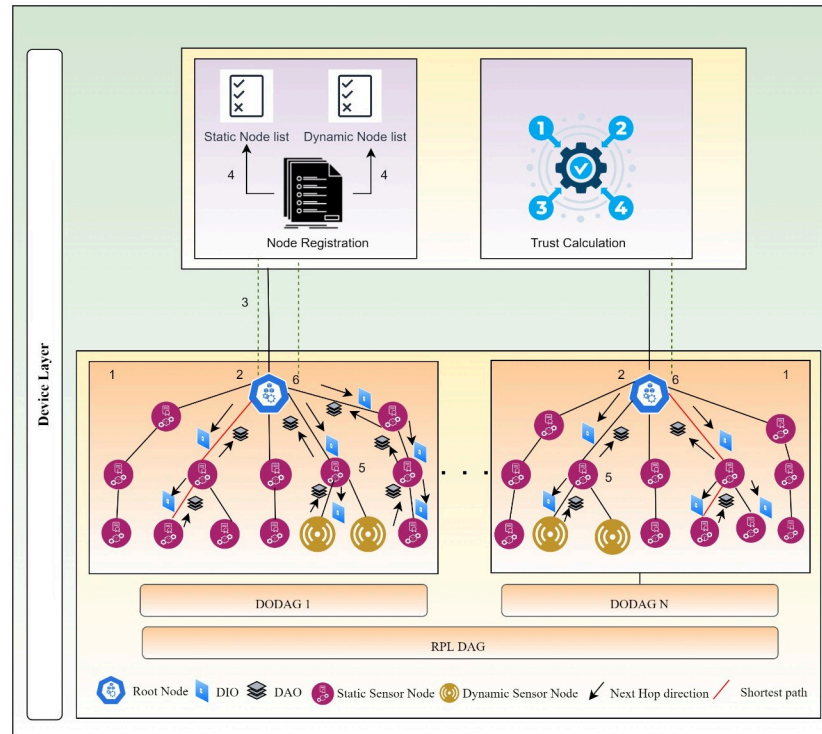 Device Layer
Static Node list
Dynamic Node list
4
4
Node Registration
1
2
3
4
Trust Calculation
3
1
2
6
5
. . .
2
6
1
5
DODAG 1
DODAG N
RPL DAG
Root Node
DIO
DAO
Static Sensor Node
Dynamic Sensor Node
Next Hop direction
Shortest path